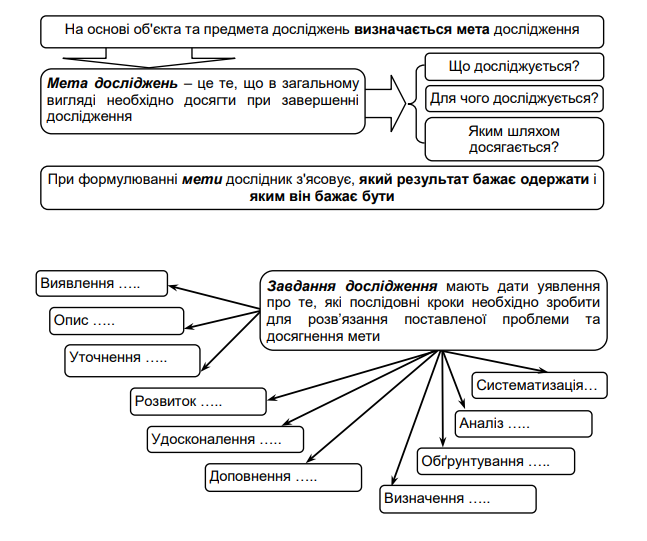 На основі об'єкта та предмета досліджень визначається мета дослідження
Мета досліджень – це те, що в загальному
вигляді необхідно досягти при завершенні
дослідження
Що досліджується?
Для чого досліджується?
Яким шляхом
досягається?
При формулюванні мети дослідник з'ясовує, який результат бажає одержати і
яким він бажає бути
Завдання дослідження мають дати уявлення
про те, які послідовні кроки необхідно зробити
для розв’язання поставленої проблеми та
досягнення мети
Виявлення …..
Опис …..
Уточнення …..
Розвиток …..
Удосконалення …..
Доповнення …..
Систематизація…
Аналіз …..
Обґрунтування …..
Визначення …..